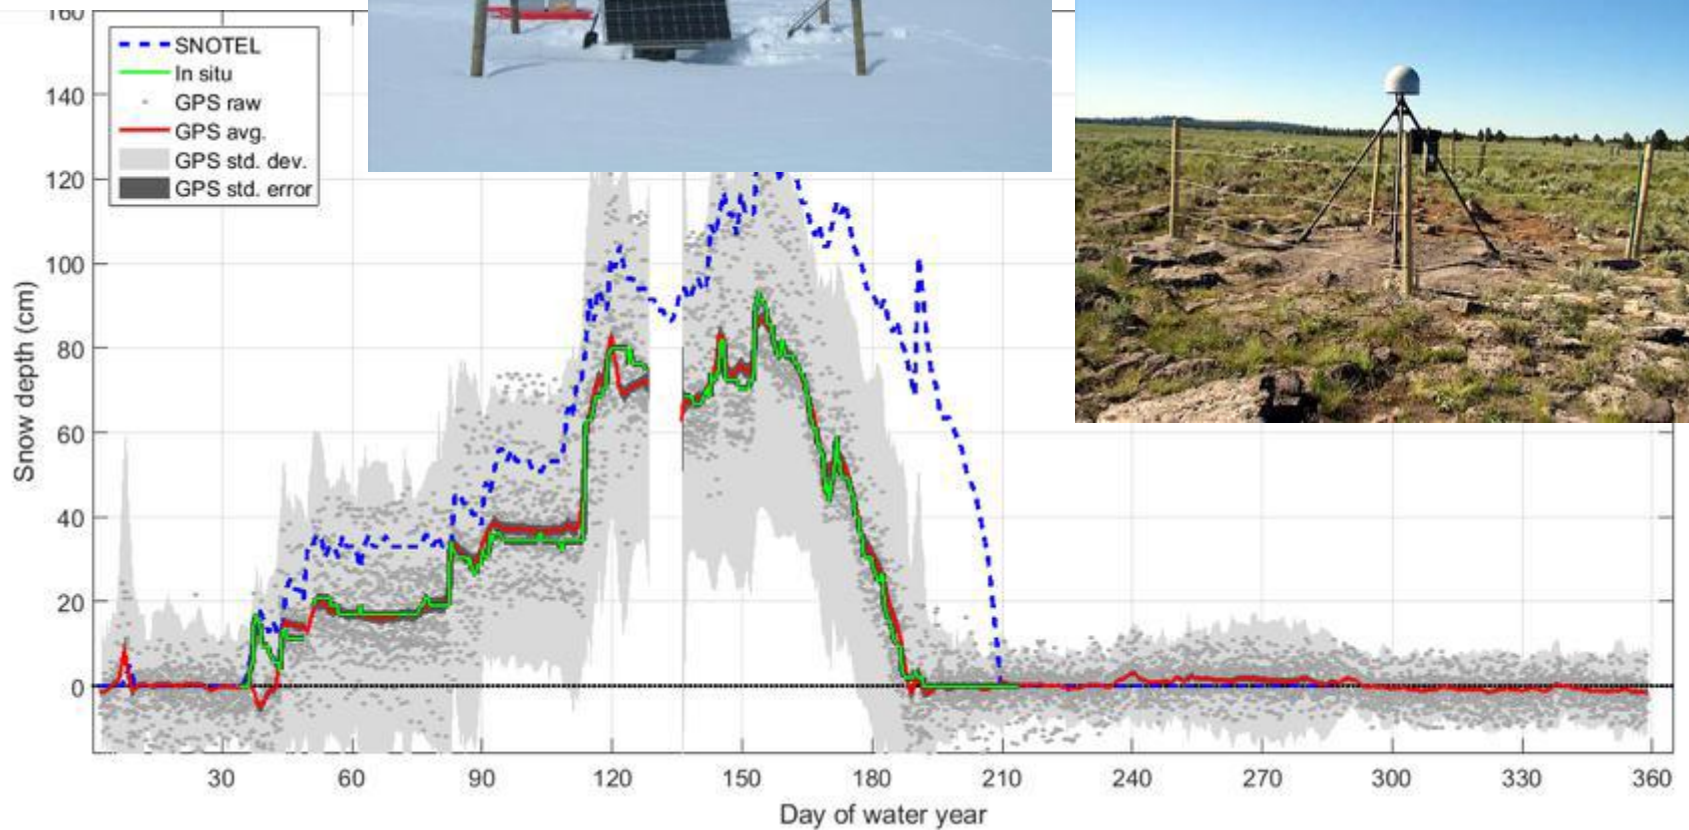 160
140
120
100
80
60
40
20
0
Snow depth (cm)
SNOTEL
In situ
GPS raw
GPS avg.
GPS std. dev.
GPS std. error
30 60 90 120 150 180 210 240 270 300 330 360
Day of water year